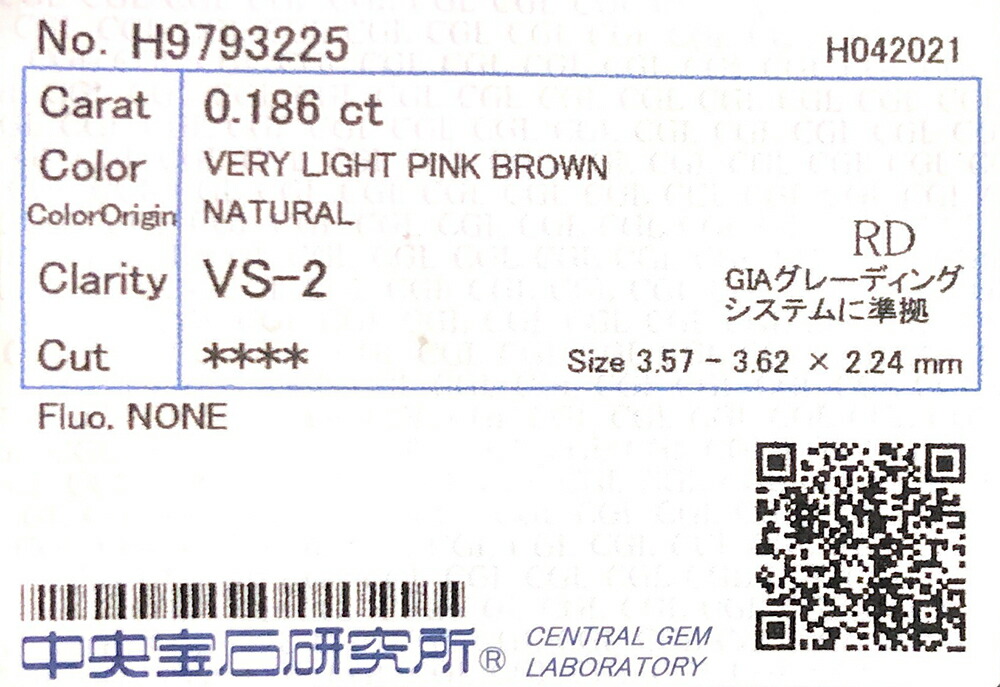 No. H9793225
H042021
Carat 0.186 ct
Color VERY LIGHT PINK BROWN
ColorOrigin NATURAL
RD
Clarity VS-2
GIAグレーディング
システムに準拠
Cut ****
Size 3.57 - 3.62 × 2.24 mm
Fluo. NONE
中央宝石研究所®
CENTRAL GEM
LABORATORY